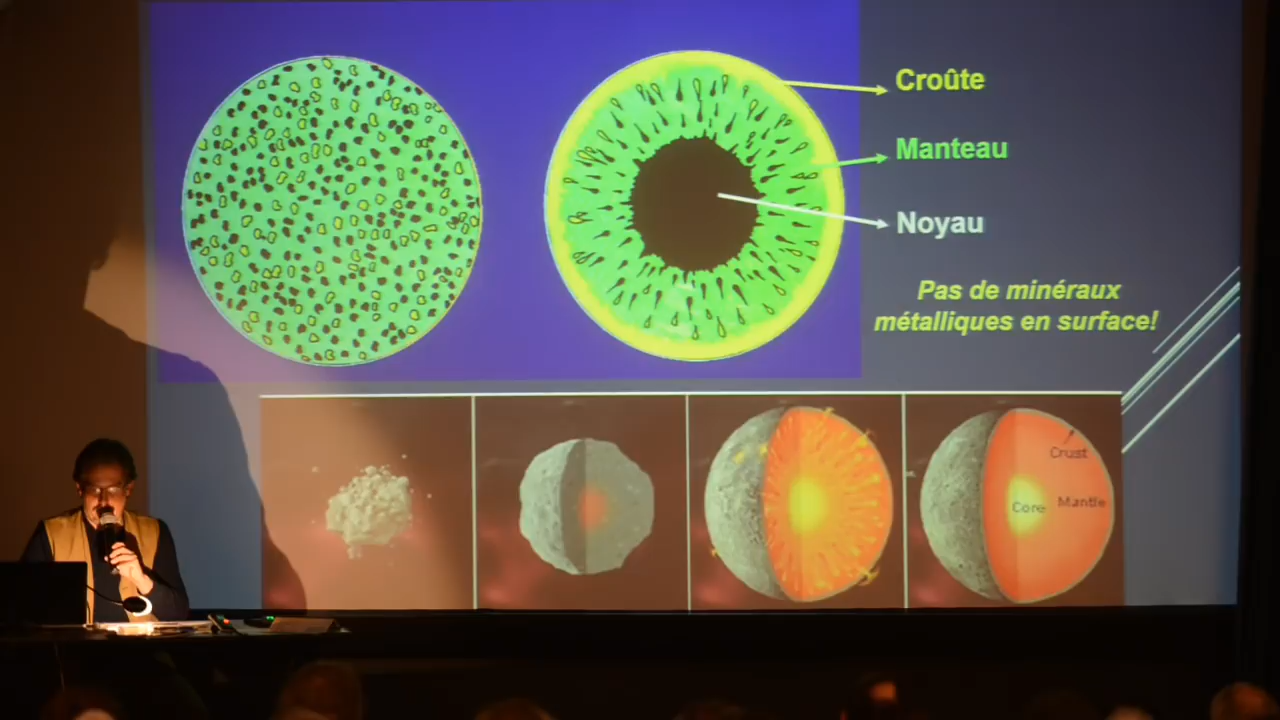 Croûte
Manteau
Noyau
Pas de minéraux
métalliques en surface!
Crust
Core
Mantle